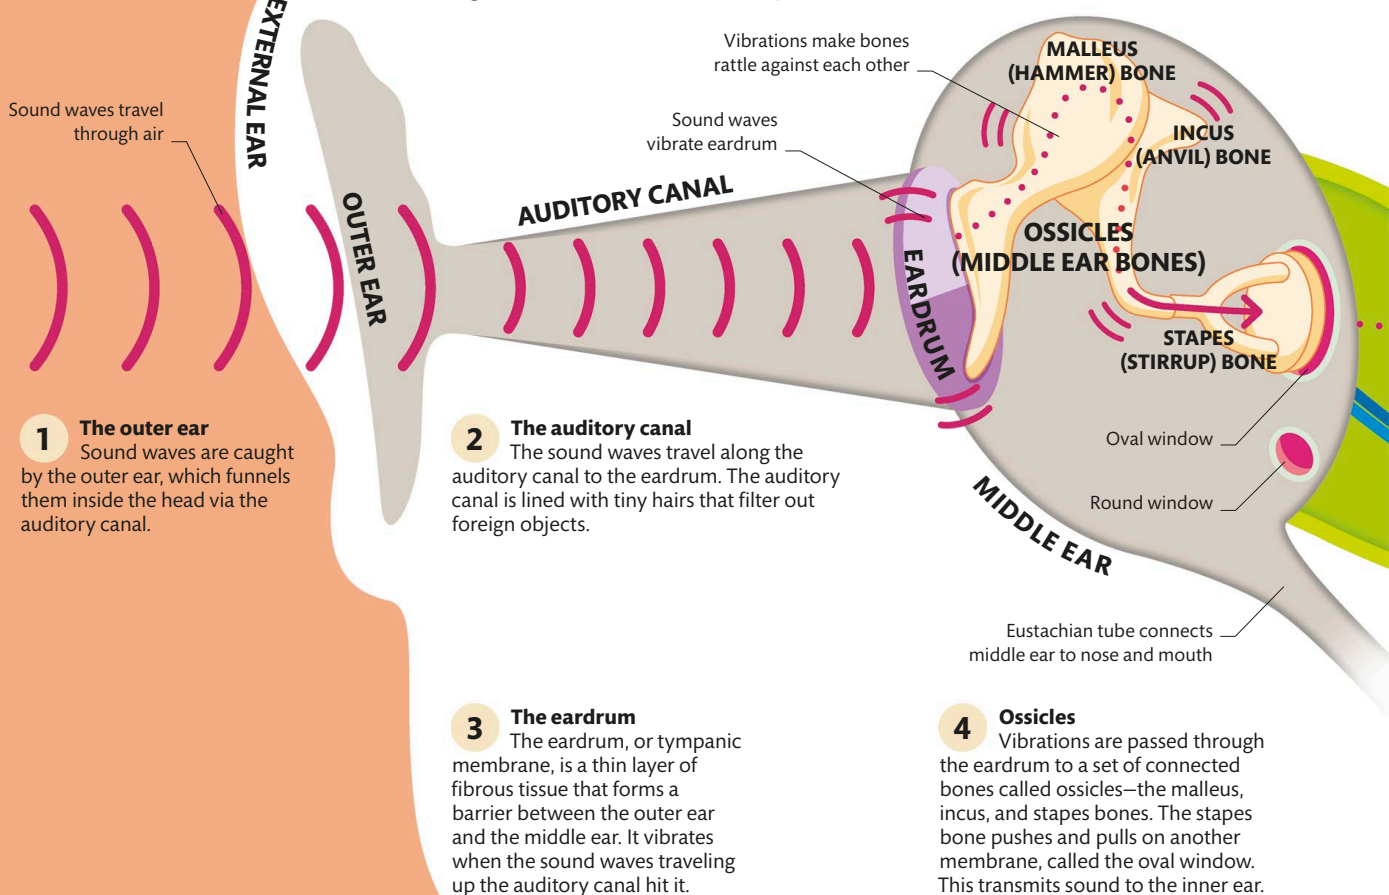 EXTERNAL EAR
Sound waves travel
through air
OUTER EAR
AUDITORY CANAL
Vibrations make bones
rattle against each other
Sound waves
vibrate eardrum
EARDRUM
MALLEUS
(HAMMER) BONE
INCUS
(ANVIL) BONE
OSSICLES
(MIDDLE EAR BONES)
STAPES
(STIRRUP) BONE
Oval window
Round window
MIDDLE EAR
Eustachian tube connects
middle ear to nose and mouth
1 The outer ear
Sound waves are caught
by the outer ear, which funnels
them inside the head via the
auditory canal.
2 The auditory canal
The sound waves travel along the
auditory canal to the eardrum. The auditory
canal is lined with tiny hairs that filter out
foreign objects.
3 The eardrum
The eardrum, or tympanic
membrane, is a thin layer of
fibrous tissue that forms a
barrier between the outer ear
and the middle ear. It vibrates
when the sound waves traveling
up the auditory canal hit it.
4 Ossicles
Vibrations are passed through
the eardrum to a set of connected
bones called ossicles—the malleus,
incus, and stapes bones. The stapes
bone pushes and pulls on another
membrane, called the oval window.
This transmits sound to the inner ear.